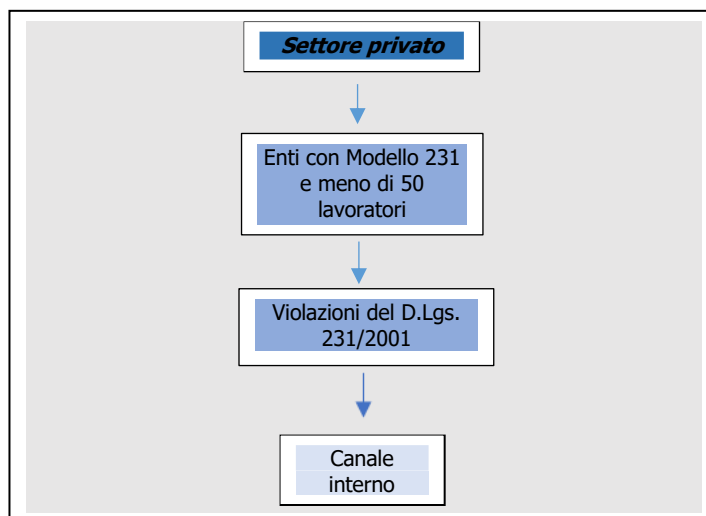 Settore privato
Enti con Modello 231
e meno di 50
lavoratori
Violazioni del D.Lgs.
231/2001
Canale
interno